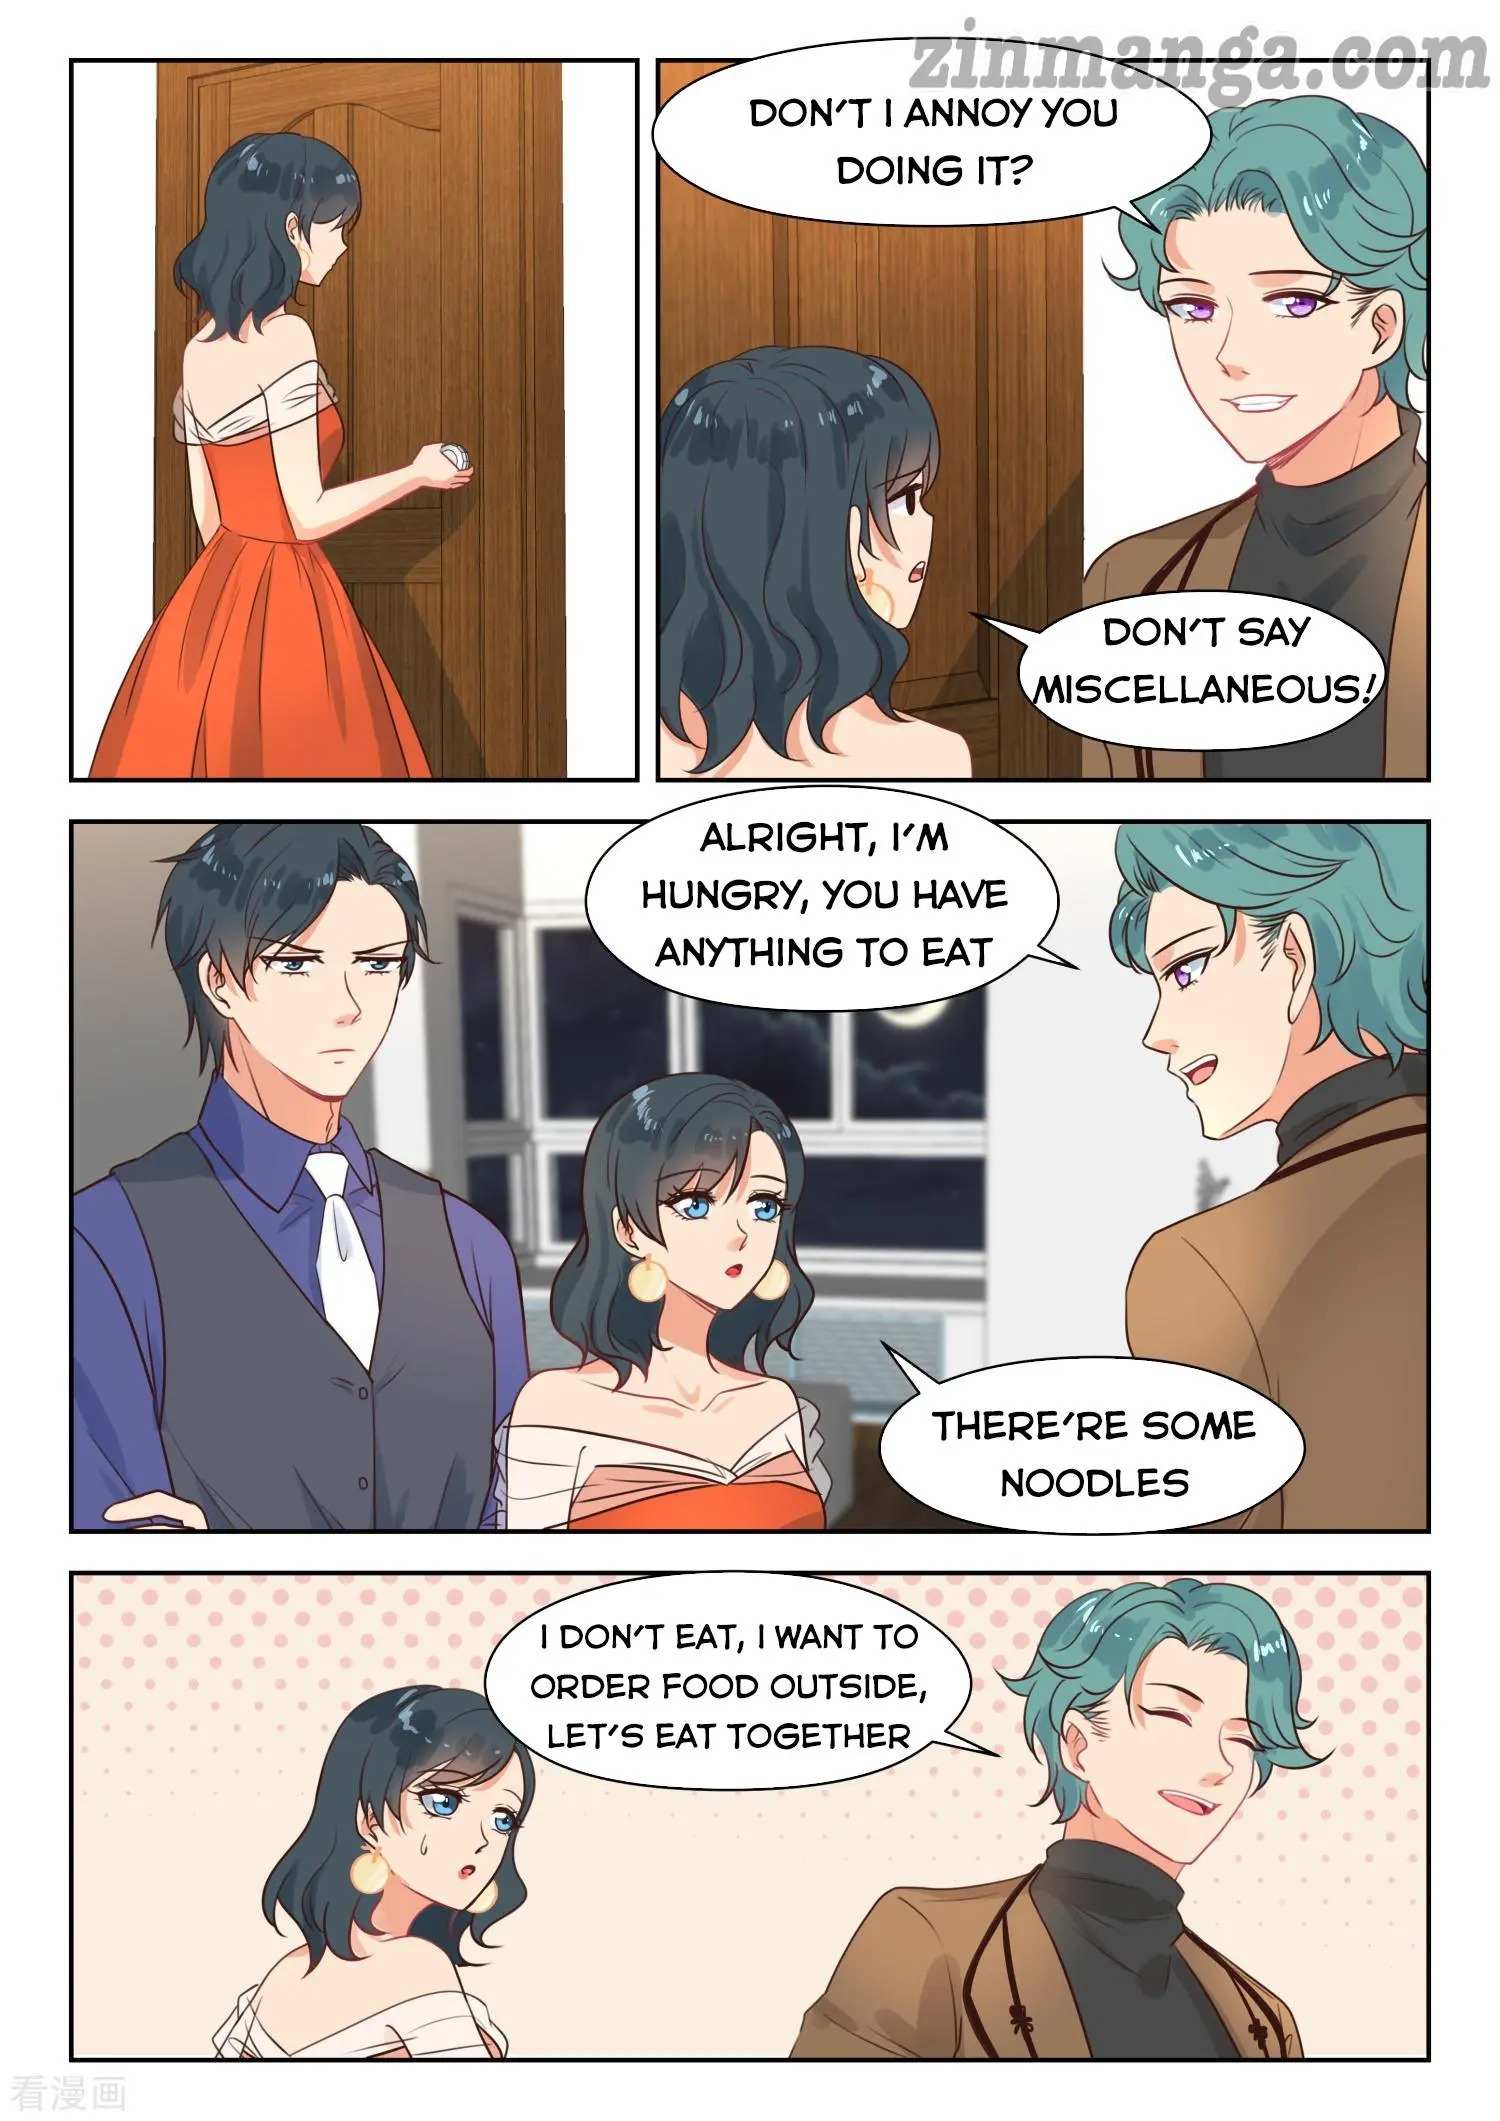 zinmanga.com
DON'T I ANNOY YOU
DOING IT?
DON'T SAY
MISCELLANEOUS!
ALRIGHT, I'M
HUNGRY, YOU HAVE
ANYTHING TO EAT
THERE'RE SOME
NOODLES
I DON'T EAT, I WANT TO
ORDER FOOD OUTSIDE,
LET'S EAT TOGETHER
看漫画